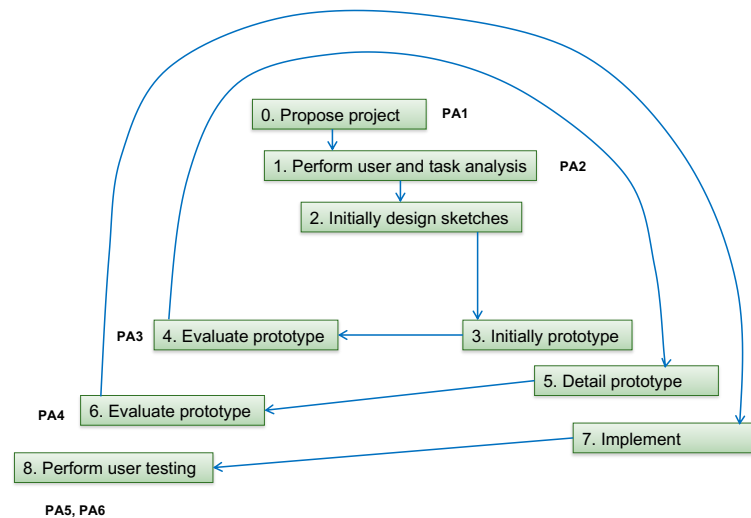 0. Propose project
PA1
1. Perform user and task analysis
PA2
2. Initially design sketches
PA3
4. Evaluate prototype
3. Initially prototype
5. Detail prototype
PA4
6. Evaluate prototype
7. Implement
8. Perform user testing
PA5, PA6